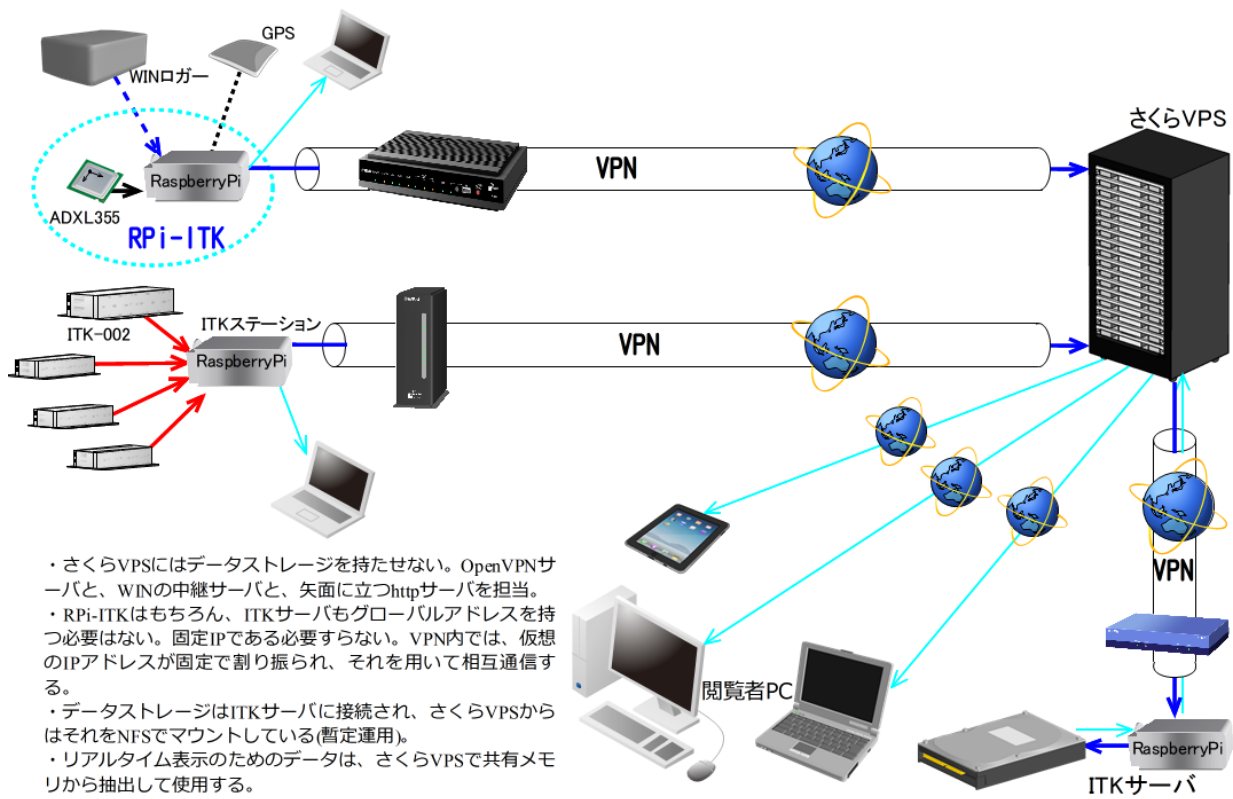 GPS
WINロガー
さくらVPS
VPN
RaspberryPi
ADXL355
RPi-ITK
ITK-002
ITKステーション
RaspberryPi
VPN
・さくらVPSにはデータストレージを持たせない。OpenVPNサ
ーバと、WINの中継サーバと、矢面に立つhttpサーバを担当。
・RPi-ITKはもちろん、ITKサーバもグローバルアドレスを持
つ必要はない。固定IPである必要すらない。VPN内では、仮想
のIPアドレスが固定で割り振られ、それを用いて相互通信す
る。
・データストレージはITKサーバに接続され、さくらVPSから
はそれをNFSでマウントしている(暫定運用)。
・リアルタイム表示のためのデータは、さくらVPSで共有メモ
リから抽出して使用する。
閲覧者PC
VPN
RaspberryPi
ITKサーバ